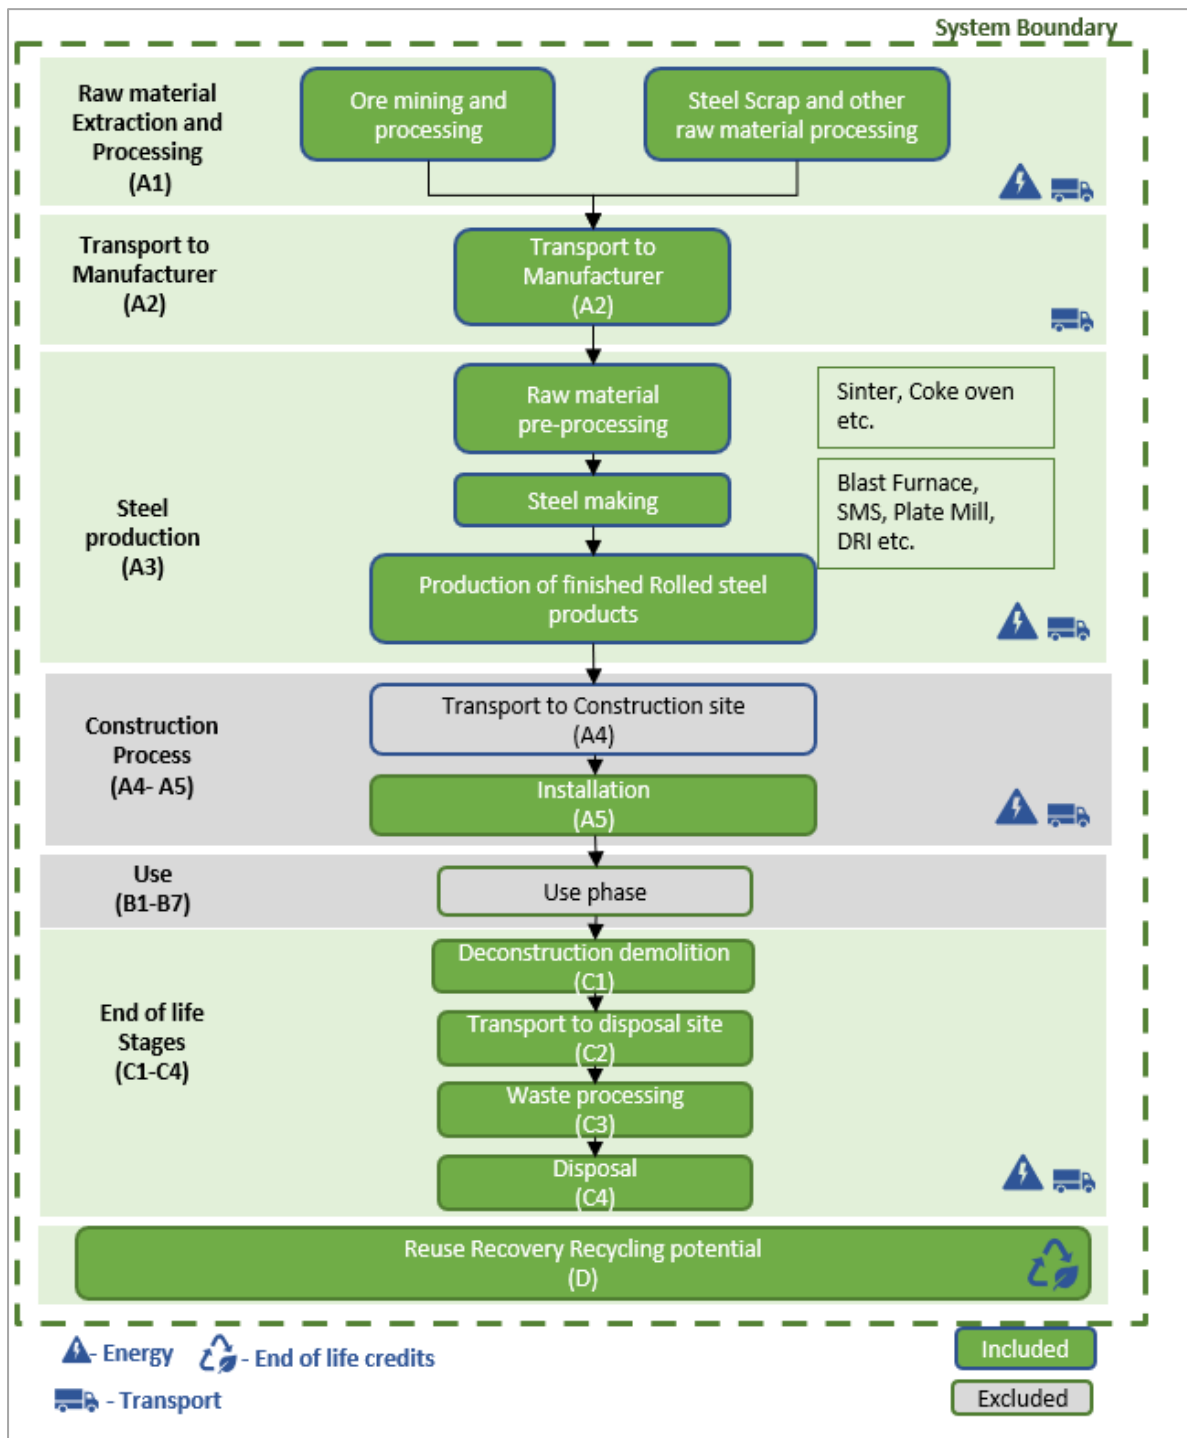 System Boundary
Raw material
Extraction and
Processing
(A1)
Ore mining and
processing
Steel Scrap and other
raw material processing
Transport to
Manufacturer
(A2)
Transport to
Manufacturer
(A2)
Steel
production
(A3)
Raw material
pre-processing
Sinter, Coke oven
etc.
Steel making
Blast Furnace,
SMS, Plate Mill,
DRI etc.
Production of finished Rolled steel
products
Construction
Process
(A4- A5)
Transport to Construction site
(A4)
Installation
(A5)
Use
(B1-B7)
Use phase
End of life
Stages
(C1-C4)
Deconstruction demolition
(C1)
Transport to disposal site
(C2)
Waste processing
(C3)
Disposal
(C4)
Reuse Recovery Recycling potential
(D)
- Energy
- End of life credits
- Transport
Included
Excluded